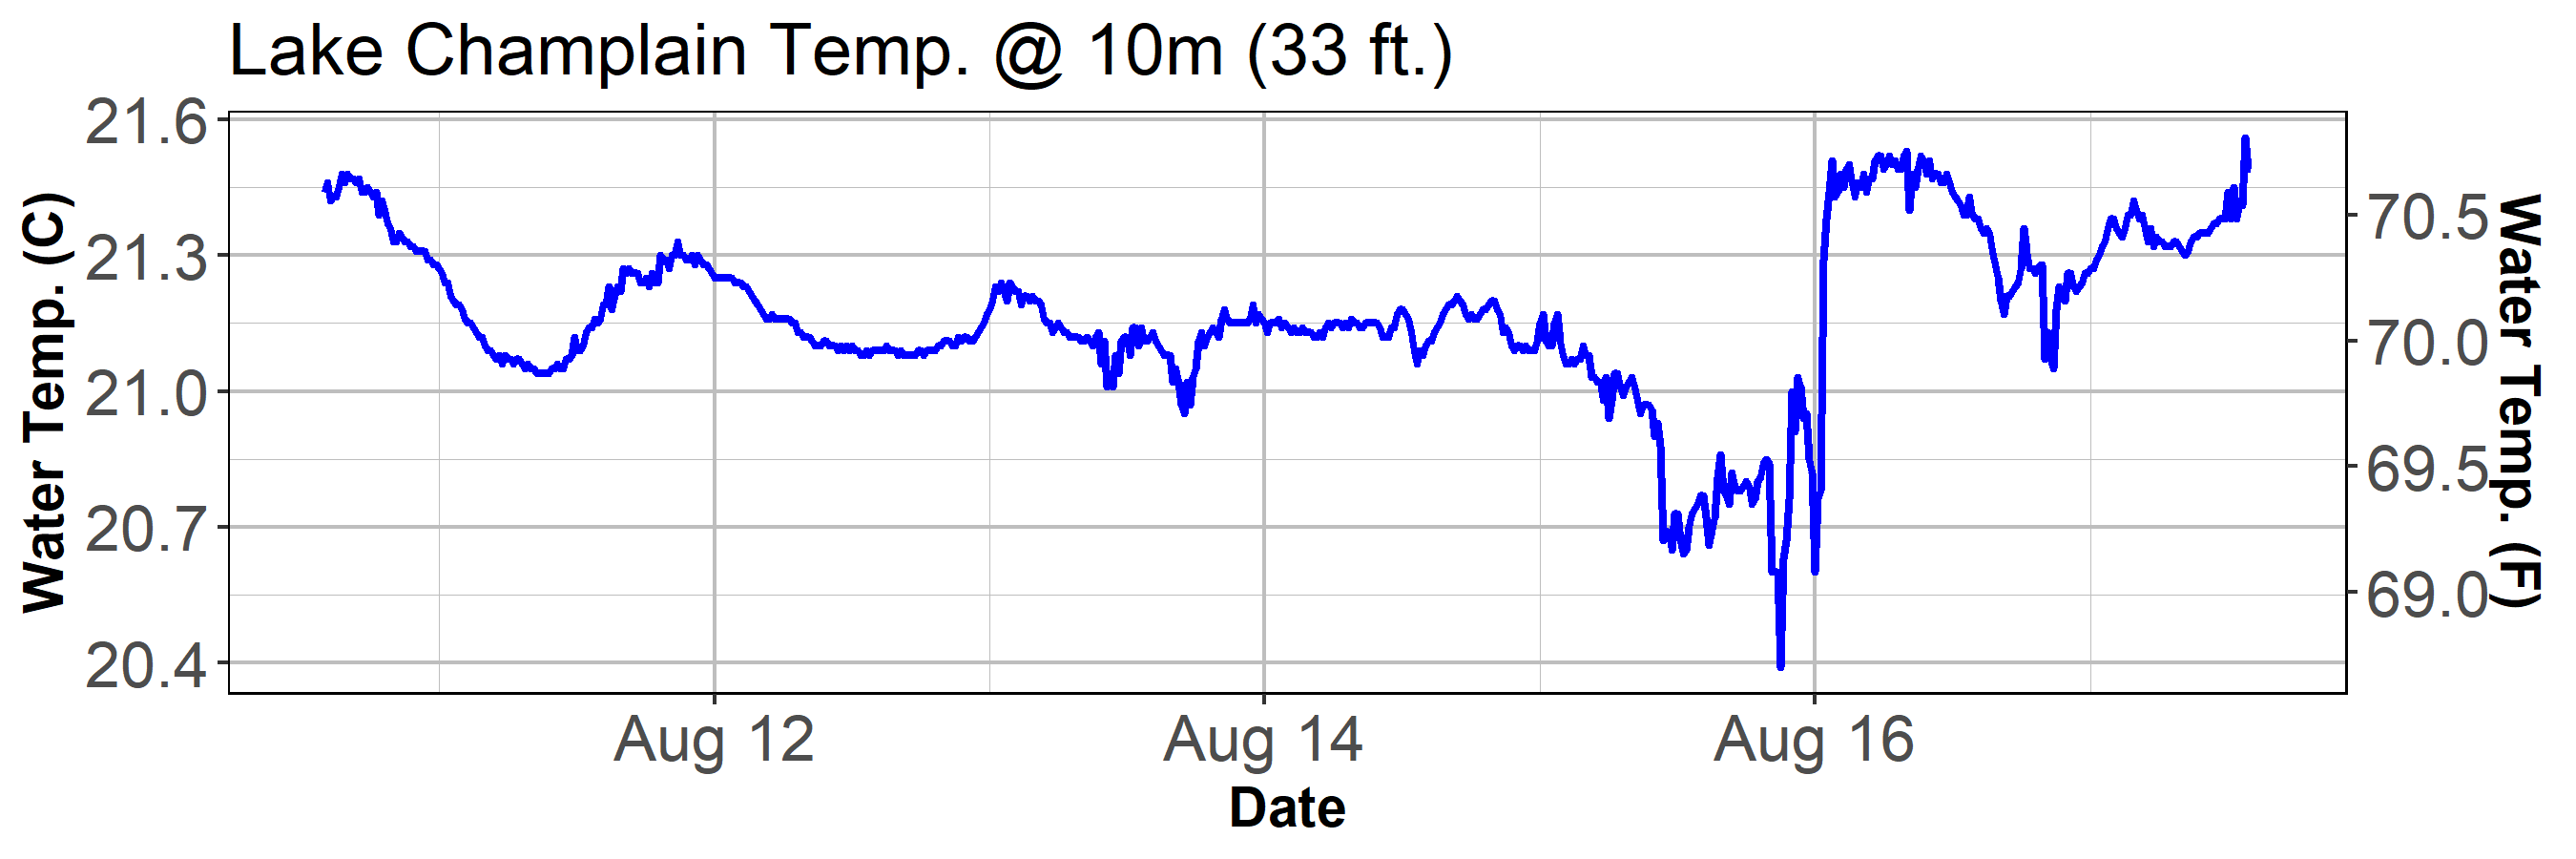 Lake Champlain Temp. @ 10m (33 ft.)
Water Temp. (C)
21.6
21.3
21.0
20.7
20.4
70.5
70.0
69.5
69.0
Water Temp. (F)
Aug 12
Aug 14
Aug 16
Date